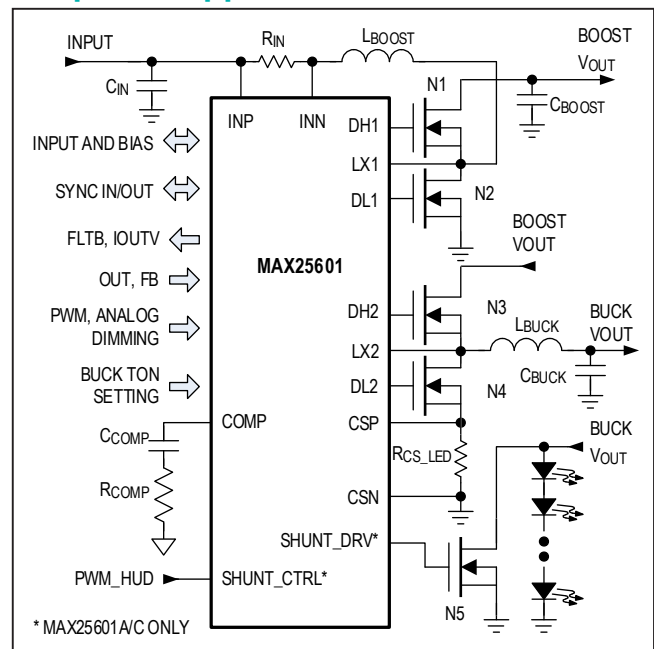 INPUT
RIN
LBOOST
BOOST
VOUT
CIN
CBOOST
N1
INP
INN
DH1
INPUT AND BIAS
LX1
SYNC IN/OUT
DL1
N2
FLTB, IOUTV
BOOST
VOUT
MAX25601
OUT, FB
DH2
N3
PWM, ANALOG
DIMMING
LBUCK
BUCK
VOUT
LX2
CBUCK
BUCK TON
SETTING
DL2
N4
COMP
CSP
BUCK
VOUT
CCOMP
RCS_LED
RCOMP
CSN
SHUNT_DRV*
PWM_HUD
SHUNT_CTRL*
N5
* MAX25601A/C ONLY